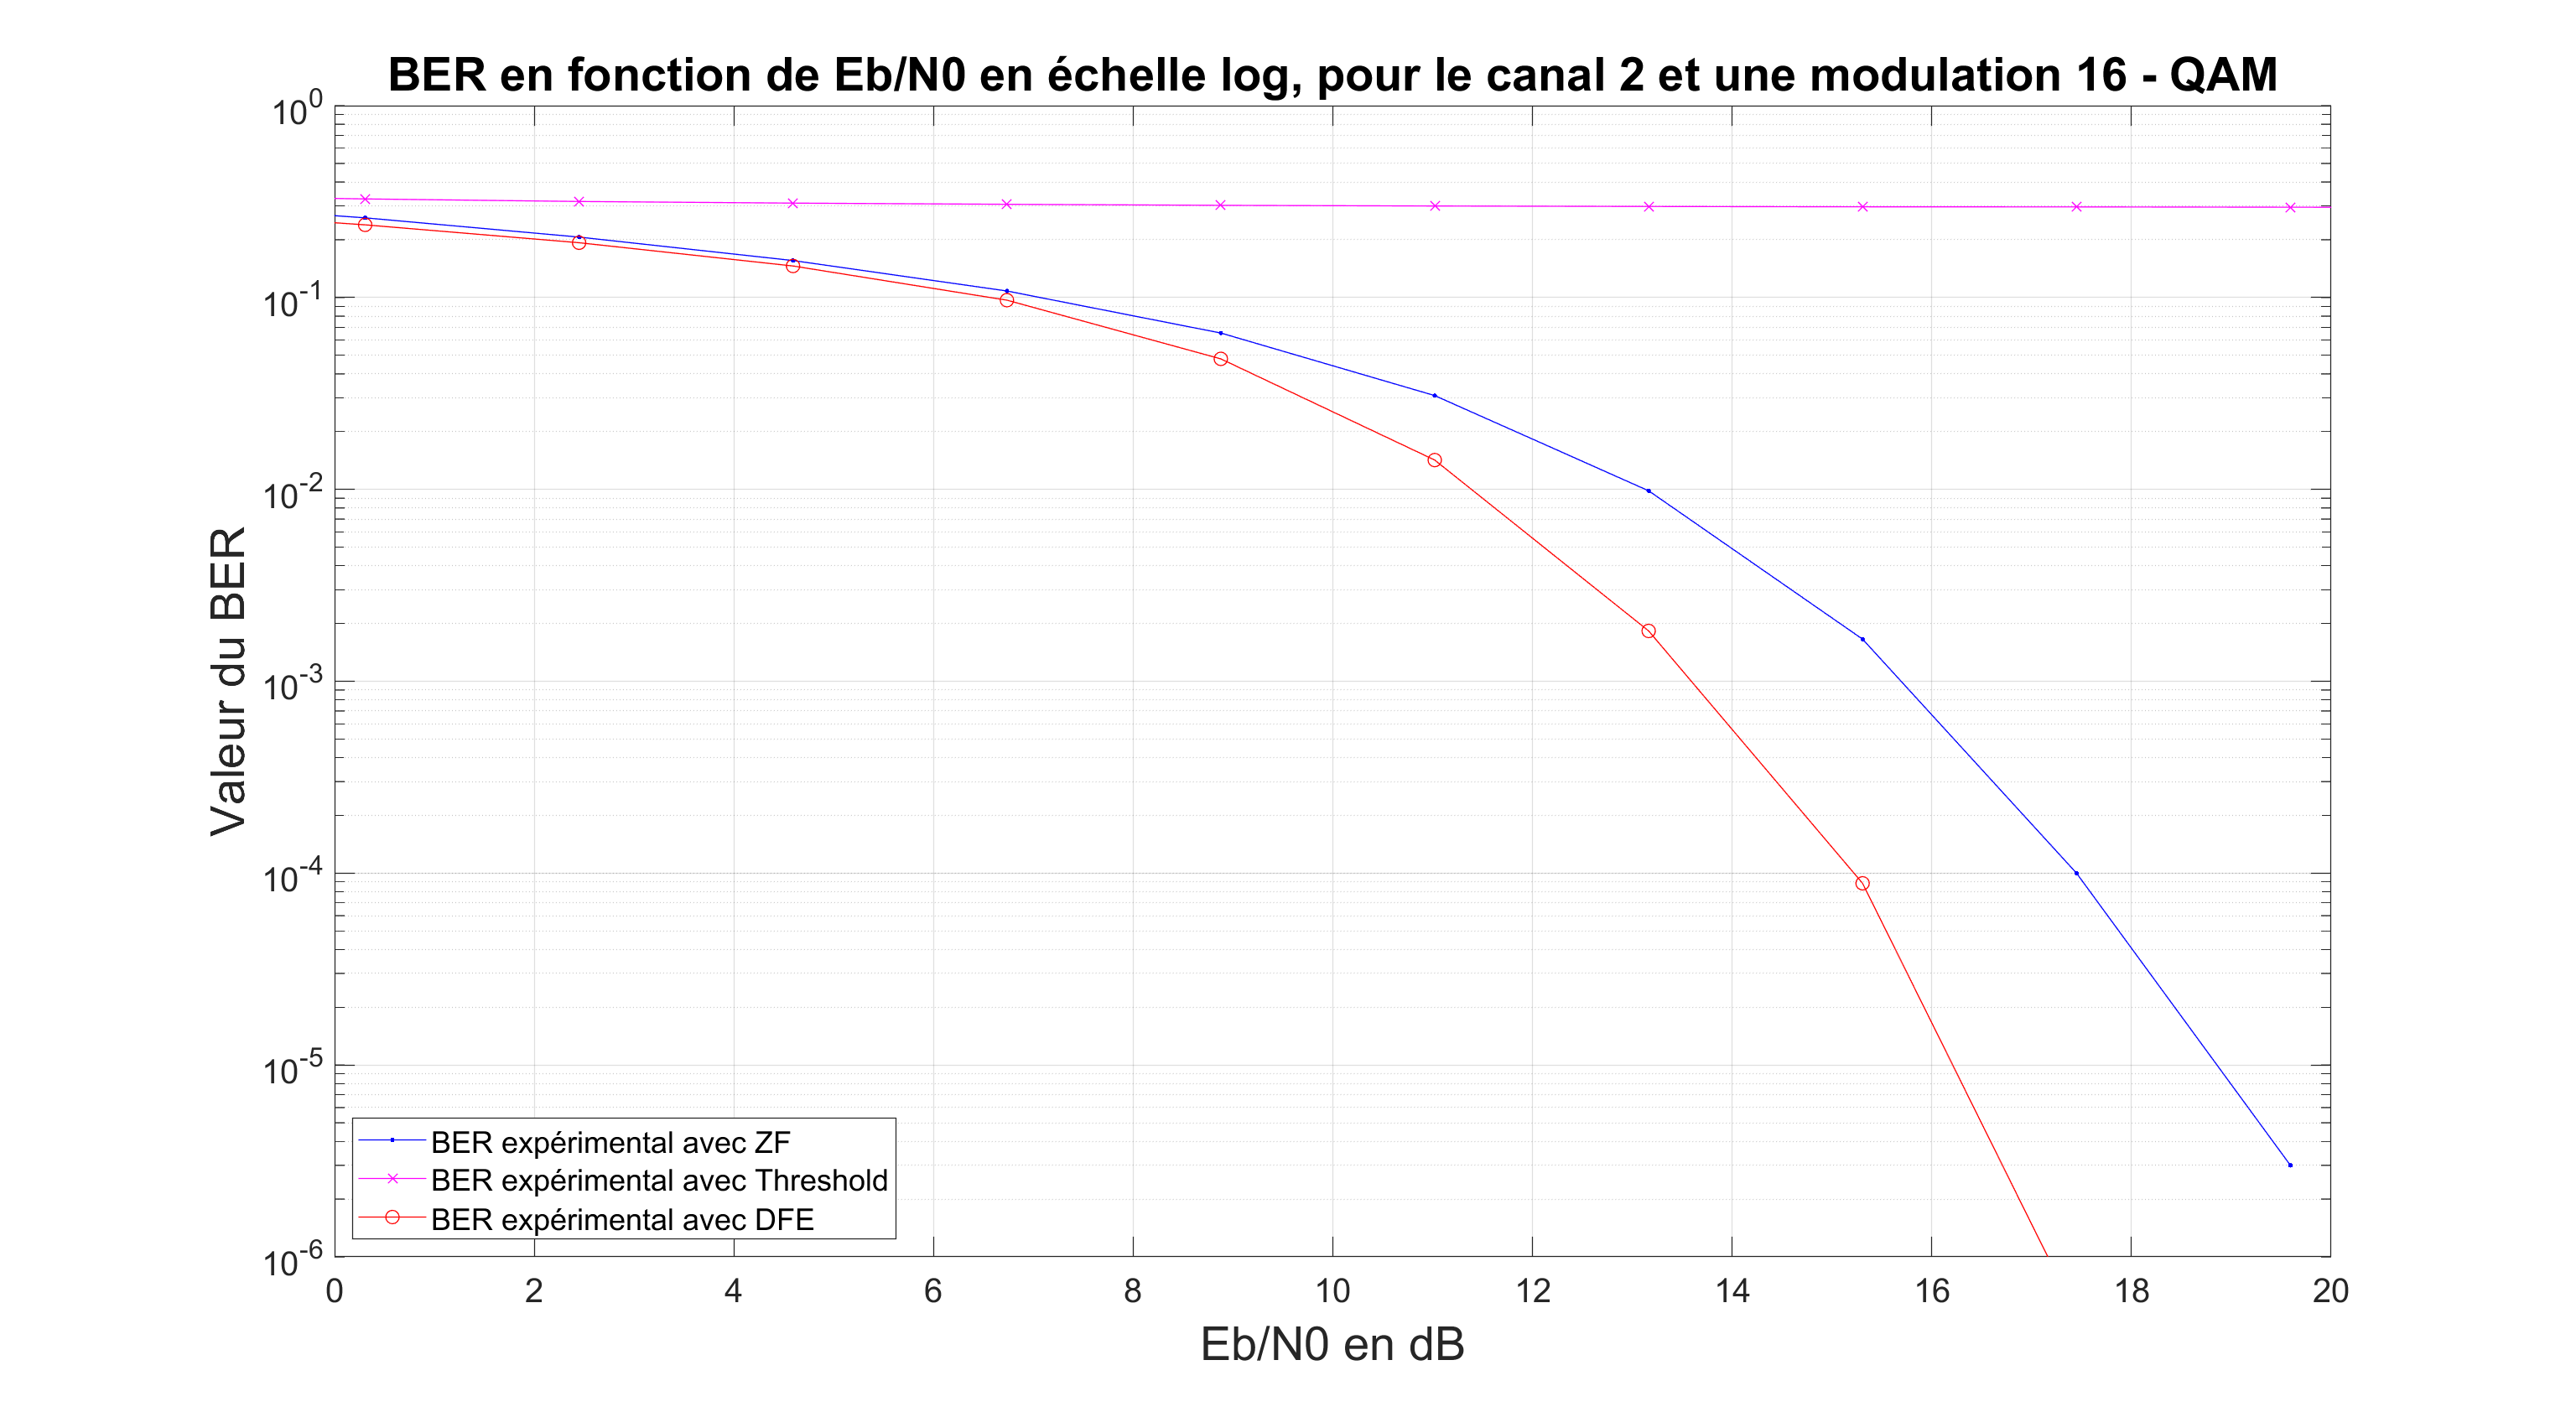 BER en fonction de Eb/N0 en échelle log, pour le canal 2 et une modulation 16 - QAM
10^0
10^-1
10^-2
10^-3
10^-4
10^-5
10^-6
Valeur du BER
BER expérimental avec ZF
BER expérimental avec Threshold
BER expérimental avec DFE
0 2 4 6 8 10 12 14 16 18 20
Eb/N0 en dB